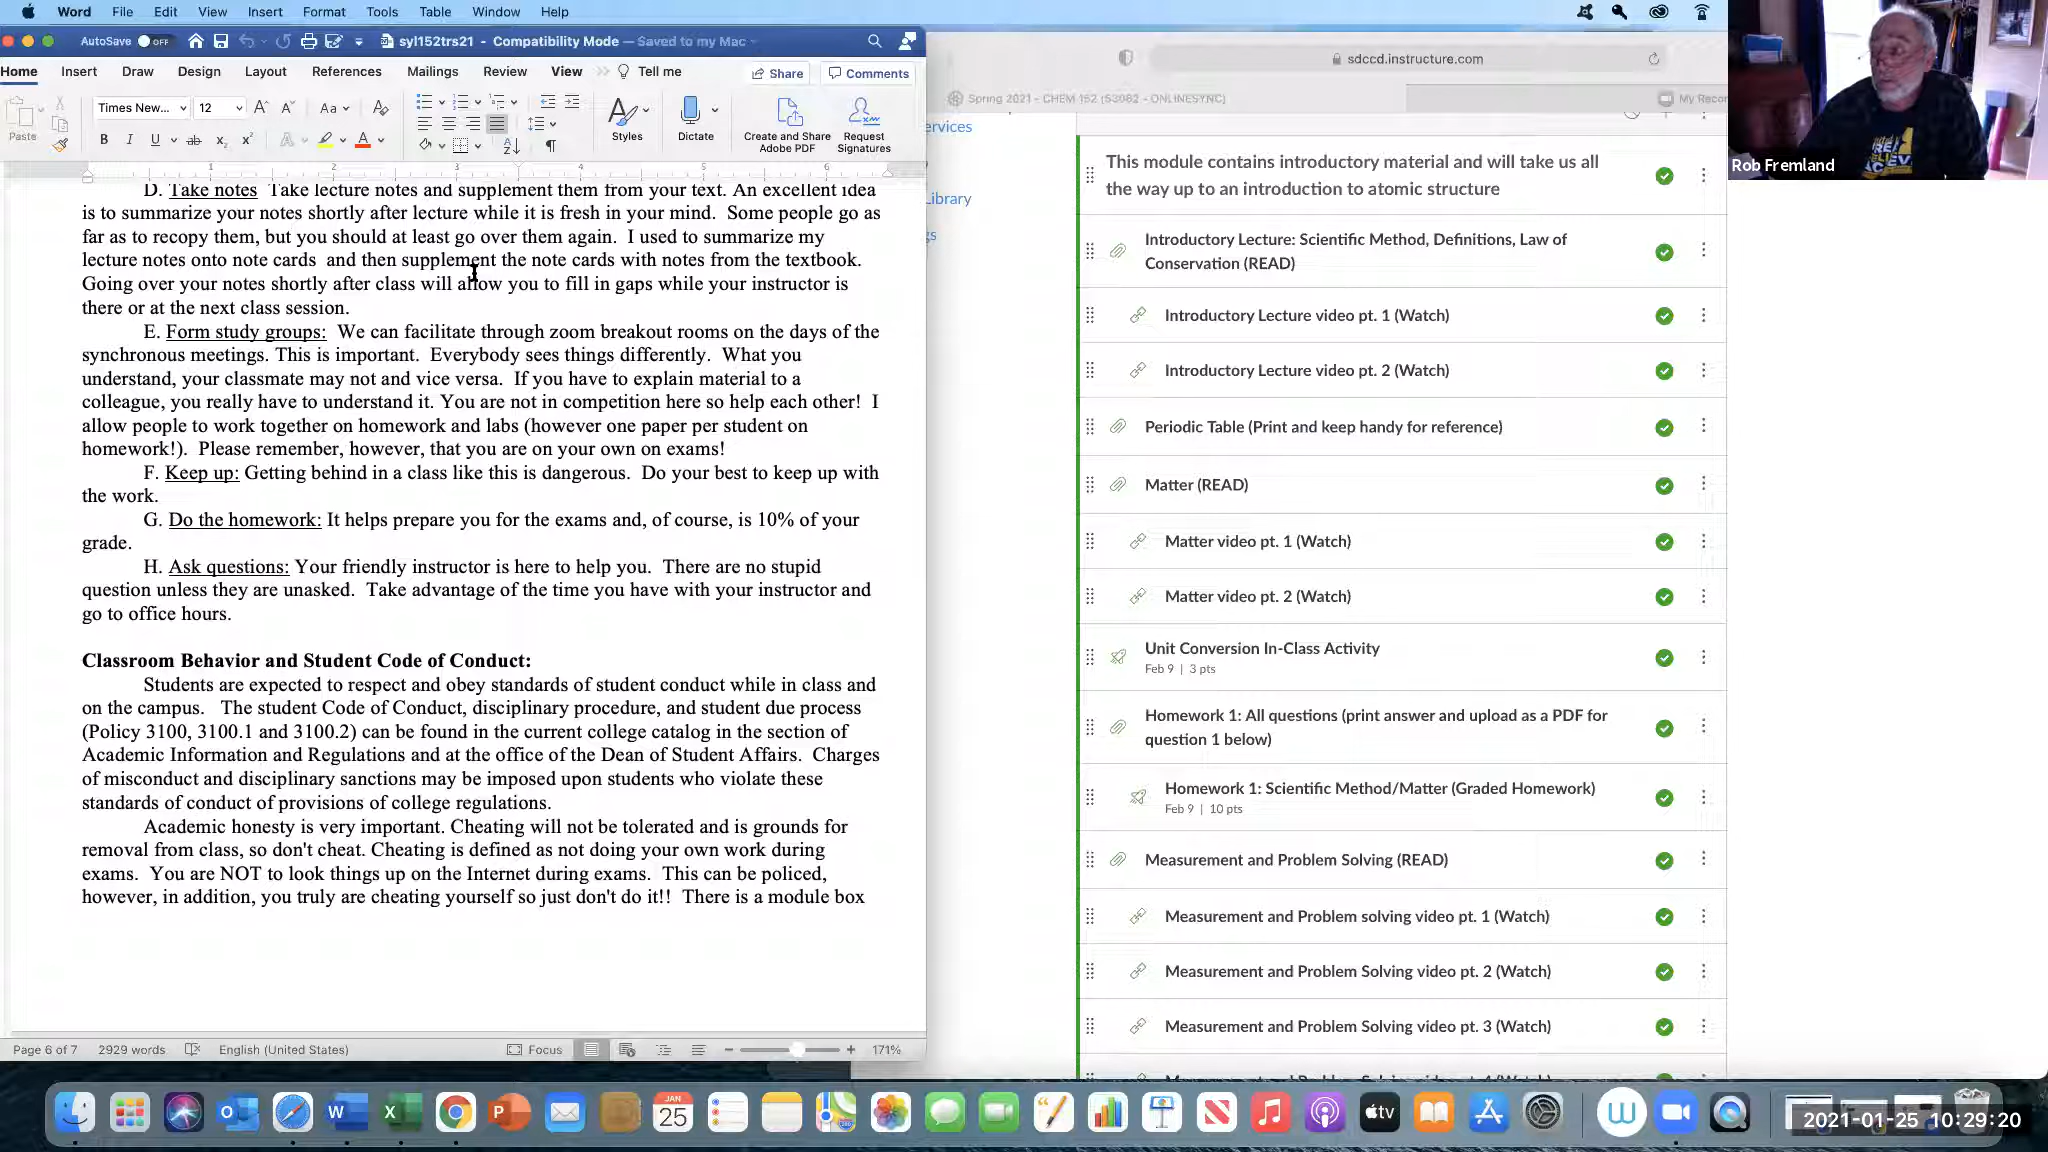 Word File Edit View Insert Format Tools Table Window Help
AutoSave OFF syl152trs21 - Compatibility Mode — Saved to my Mac
Home Insert Draw Design Layout References Mailings Review View Tell me Share Comments
Times New... 12 Aa
Paste B I U ab x₂ x² A A Styles Dictate Create and Share Adobe PDF Request Signatures
1 2 3 4 5 6
D. Take notes Take lecture notes and supplement them from your text. An excellent idea
is to summarize your notes shortly after lecture while it is fresh in your mind. Some people go as
far as to recopy them, but you should at least go over them again. I used to summarize my
lecture notes onto note cards and then supplement the note cards with notes from the textbook.
Going over your notes shortly after class will allow you to fill in gaps while your instructor is
there or at the next class session.
E. Form study groups: We can facilitate through zoom breakout rooms on the days of the
synchronous meetings. This is important. Everybody sees things differently. What you
understand, your classmate may not and vice versa. If you have to explain material to a
colleague, you really have to understand it. You are not in competition here so help each other! I
allow people to work together on homework and labs (however one paper per student on
homework!). Please remember, however, that you are on your own on exams!
F. Keep up: Getting behind in a class like this is dangerous. Do your best to keep up with
the work.
G. Do the homework: It helps prepare you for the exams and, of course, is 10% of your
grade.
H. Ask questions: Your friendly instructor is here to help you. There are no stupid
question unless they are unasked. Take advantage of the time you have with your instructor and
go to office hours.
Classroom Behavior and Student Code of Conduct:
Students are expected to respect and obey standards of student conduct while in class and
on the campus. The student Code of Conduct, disciplinary procedure, and student due process
(Policy 3100, 3100.1 and 3100.2) can be found in the current college catalog in the section of
Academic Information and Regulations and at the office of the Dean of Student Affairs. Charges
of misconduct and disciplinary sanctions may be imposed upon students who violate these
standards of conduct of provisions of college regulations.
Academic honesty is very important. Cheating will not be tolerated and is grounds for
removal from class, so don't cheat. Cheating is defined as not doing your own work during
exams. You are NOT to look things up on the Internet during exams. This can be policed,
however, in addition, you truly are cheating yourself so just don't do it!! There is a module box
Page 6 of 7 2929 words English (United States) Focus 171%
sdccd.instructure.com
Spring 2021 - CHEM 152 (53082 - ONLINESYNC)
My Recor
ervices
Library
gs
This module contains introductory material and will take us all
the way up to an introduction to atomic structure
Introductory Lecture: Scientific Method, Definitions, Law of
Conservation (READ)
Introductory Lecture video pt. 1 (Watch)
Introductory Lecture video pt. 2 (Watch)
Periodic Table (Print and keep handy for reference)
Matter (READ)
Matter video pt. 1 (Watch)
Matter video pt. 2 (Watch)
Unit Conversion In-Class Activity
Feb 9 | 3 pts
Homework 1: All questions (print answer and upload as a PDF for
question 1 below)
Homework 1: Scientific Method/Matter (Graded Homework)
Feb 9 | 10 pts
Measurement and Problem Solving (READ)
Measurement and Problem solving video pt. 1 (Watch)
Measurement and Problem Solving video pt. 2 (Watch)
Measurement and Problem Solving video pt. 3 (Watch)
Rob Fremland
JAN
25
tv
2021-01-25 10:29:20